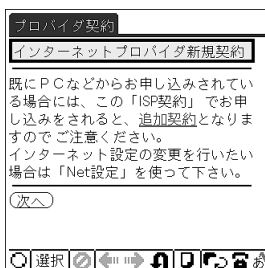 プロバイダ契約
インターネットプロバイダ新規契約
既にＰＣなどからお申し込みされてい
る場合には、この「ISP契約」でお申
し込みをされると、追加契約となりま
すのでご注意ください。
インターネット設定の変更を行いたい
場合は「Net設定」を使って下さい。
次へ
選択 あ